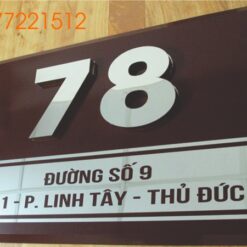 77221512
78
ĐƯỜNG SỐ 9
1 - P. LINH TÂY - THỦ ĐỨC